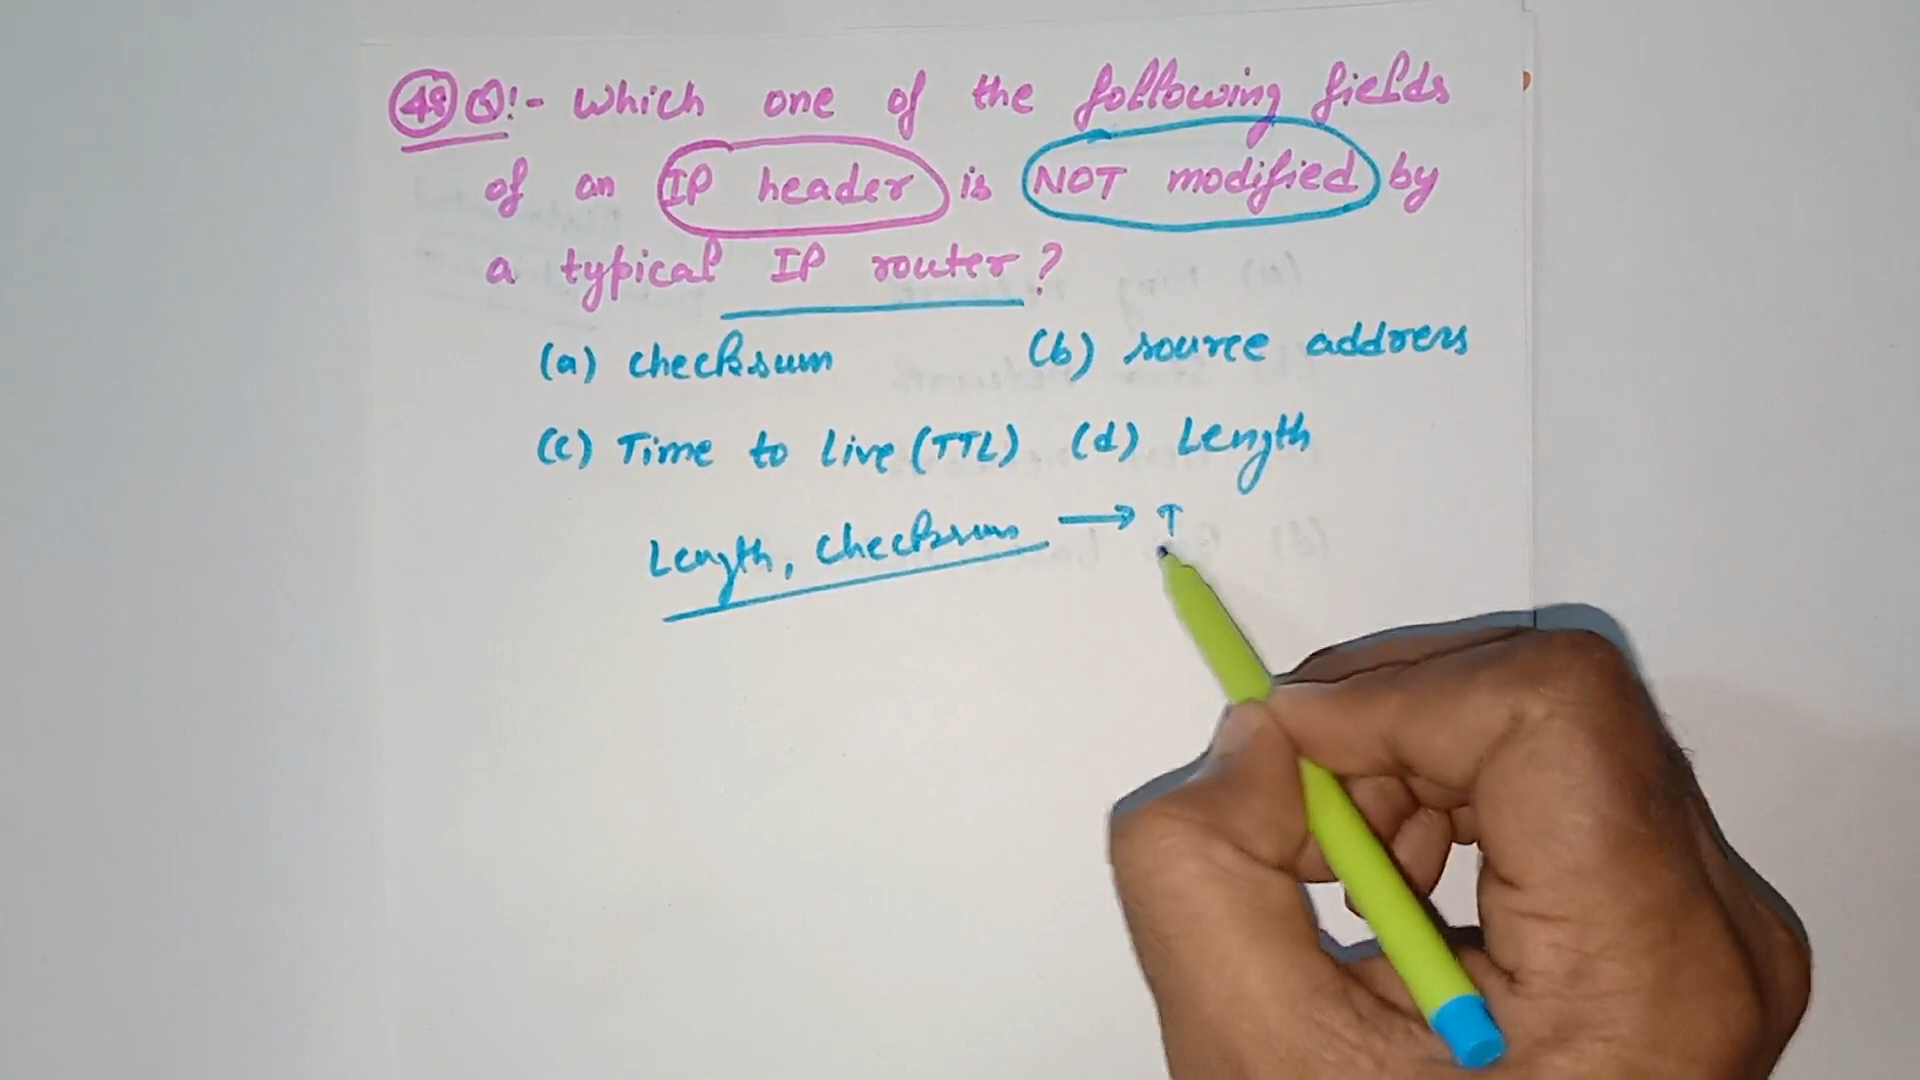 48 Q:- Which one of the following fields
of an IP header is NOT modified by
a typical IP router?
(a) checksum (b) source address
(c) Time to live (TTL) (d) Length
Length, checksum →